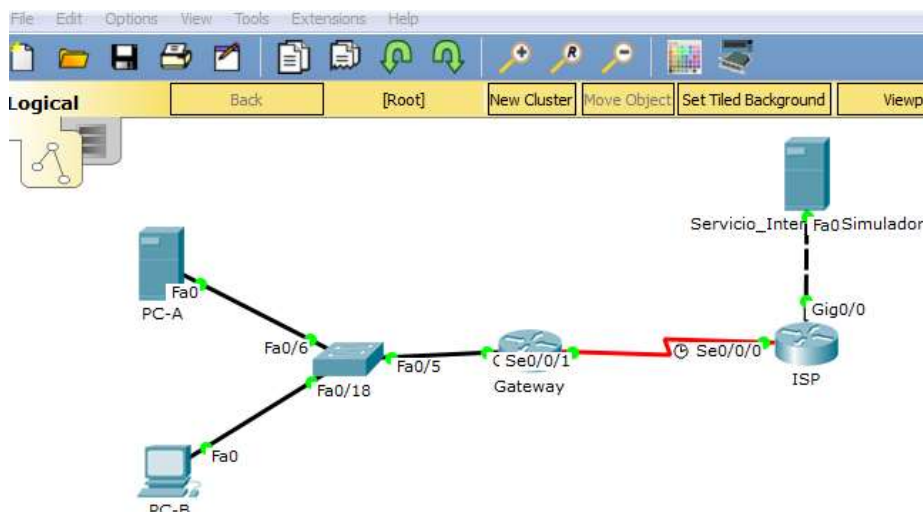 File Edit Options View Tools Extensions Help
Logical
Back
[Root]
New Cluster
Move Object
Set Tiled Background
Viewp
Servicio_Inter
Fa0
Simulador
Fa0
PC-A
Gig0/0
Fa0/6
Fa0/5
Se0/0/1
Se0/0/0
Gateway
ISP
Fa0/18
Fa0
PC-B